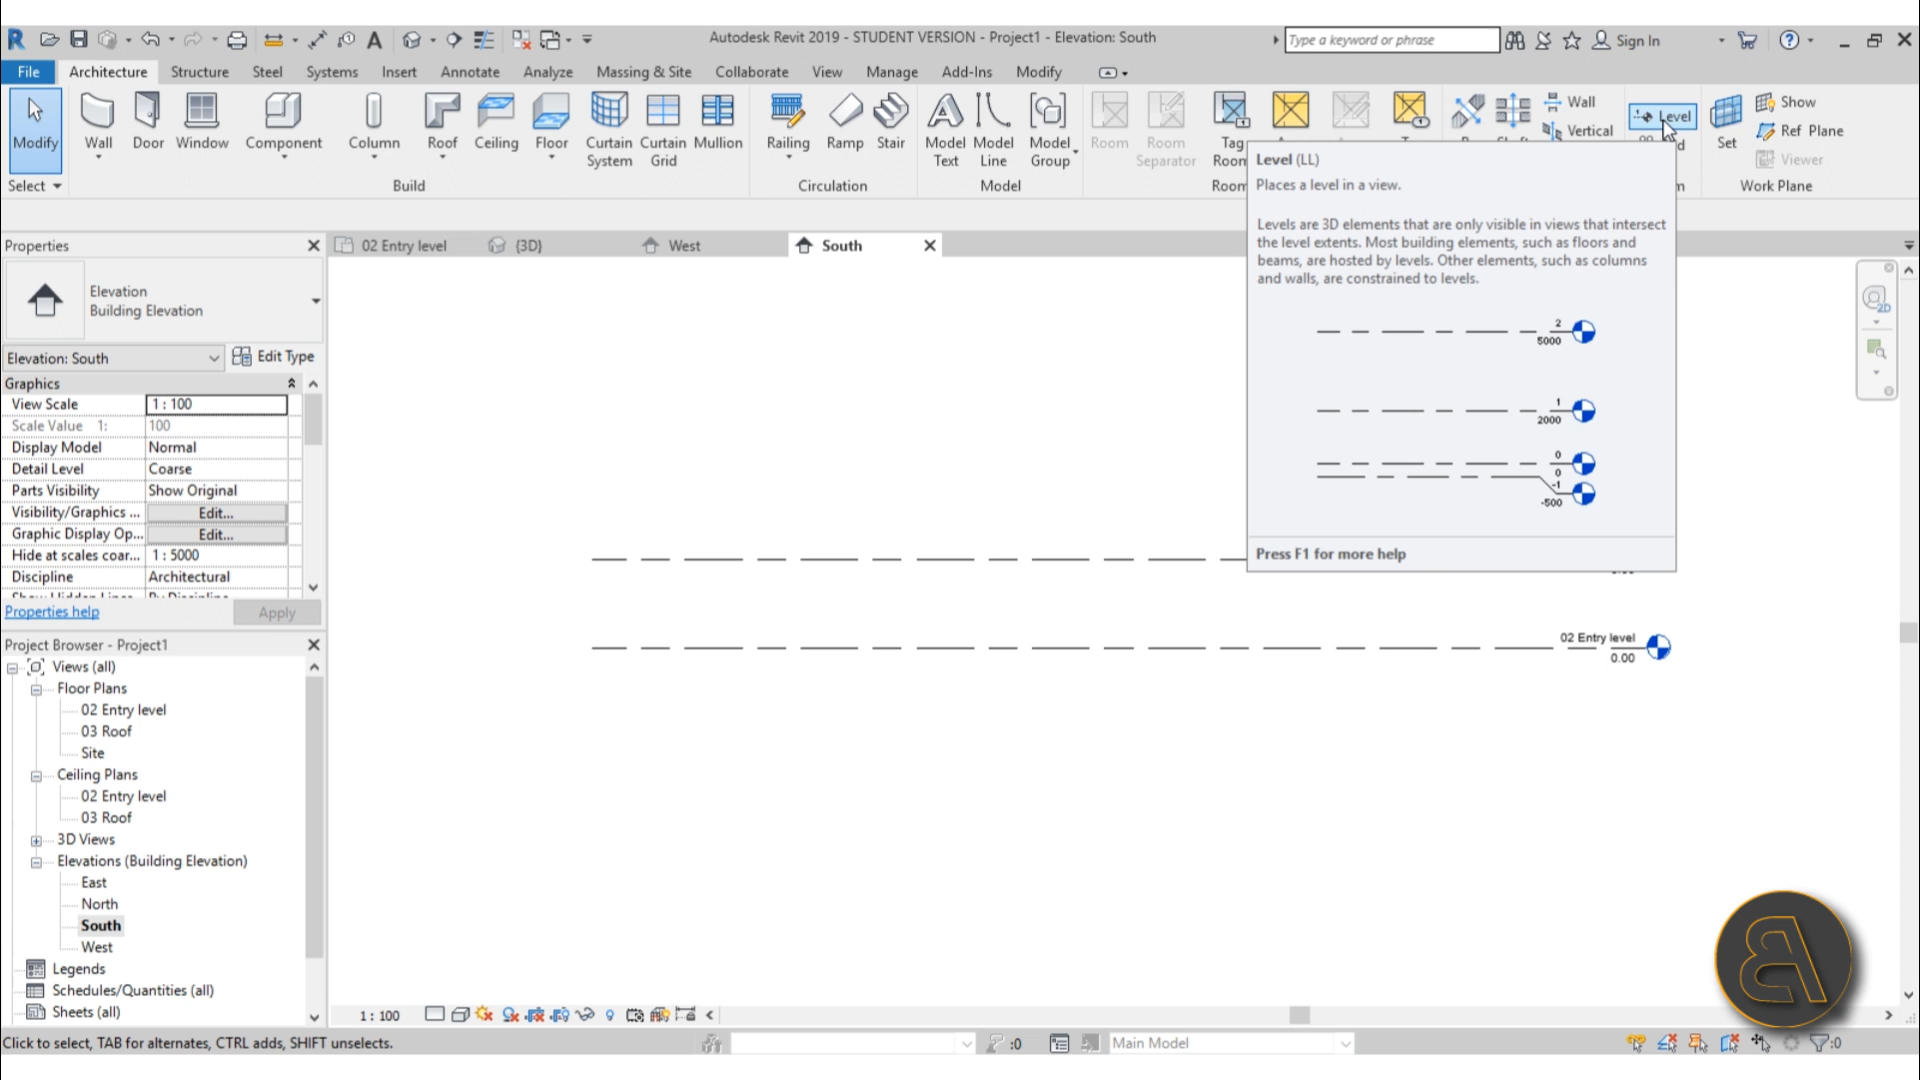 Autodesk Revit 2019 - STUDENT VERSION - Project1 - Elevation: South
Type a keyword or phrase
Sign In
File Architecture Structure Steel Systems Insert Annotate Analyze Massing & Site Collaborate View Manage Add-Ins Modify
Modify
Wall
Door
Window
Component
Column
Roof
Ceiling
Floor
Curtain System
Curtain Grid
Mullion
Railing
Ramp
Stair
Model Text
Model Line
Model Group
Room
Room Separator
Tag Room
Wall
Vertical
Level
Set
Show
Ref Plane
Viewer
Select
Build
Circulation
Model
Work Plane
Level (LL)
Places a level in a view.
Levels are 3D elements that are only visible in views that intersect
the level extents. Most building elements, such as floors and
beams, are hosted by levels. Other elements, such as columns
and walls, are constrained to levels.
2
5000
1
2000
0
0
-1
-500
Press F1 for more help
Properties
02 Entry level
{3D}
West
South
Elevation
Building Elevation
Elevation: South
Edit Type
Graphics
View Scale 1 : 100
Scale Value 1: 100
Display Model Normal
Detail Level Coarse
Parts Visibility Show Original
Visibility/Graphics ... Edit...
Graphic Display Op... Edit...
Hide at scales coar... 1 : 5000
Discipline Architectural
Properties help
Apply
Project Browser - Project1
Views (all)
Floor Plans
02 Entry level
03 Roof
Site
Ceiling Plans
02 Entry level
03 Roof
3D Views
Elevations (Building Elevation)
East
North
South
West
Legends
Schedules/Quantities (all)
Sheets (all)
02 Entry level
0.00
2D
1 : 100
Click to select, TAB for alternates, CTRL adds, SHIFT unselects.
:0
Main Model
:0